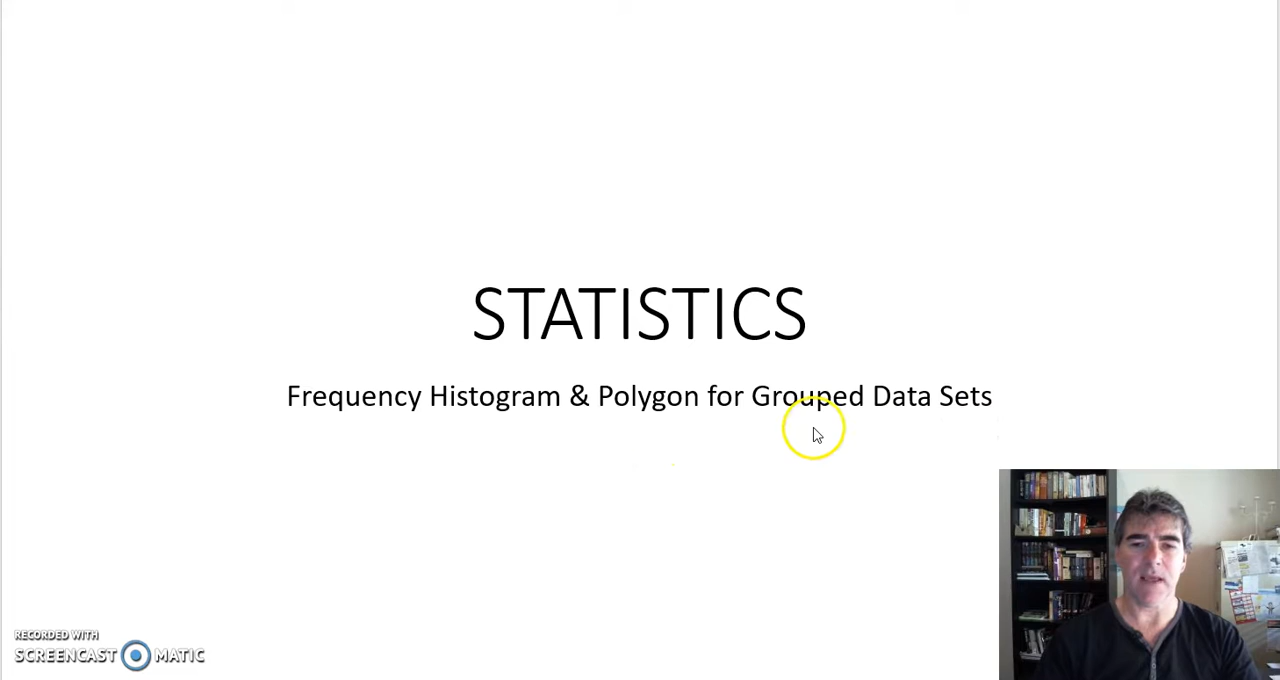 STATISTICS
Frequency Histogram & Polygon for Grouped Data Sets
RECORDED WITH
SCREENCAST MATIC